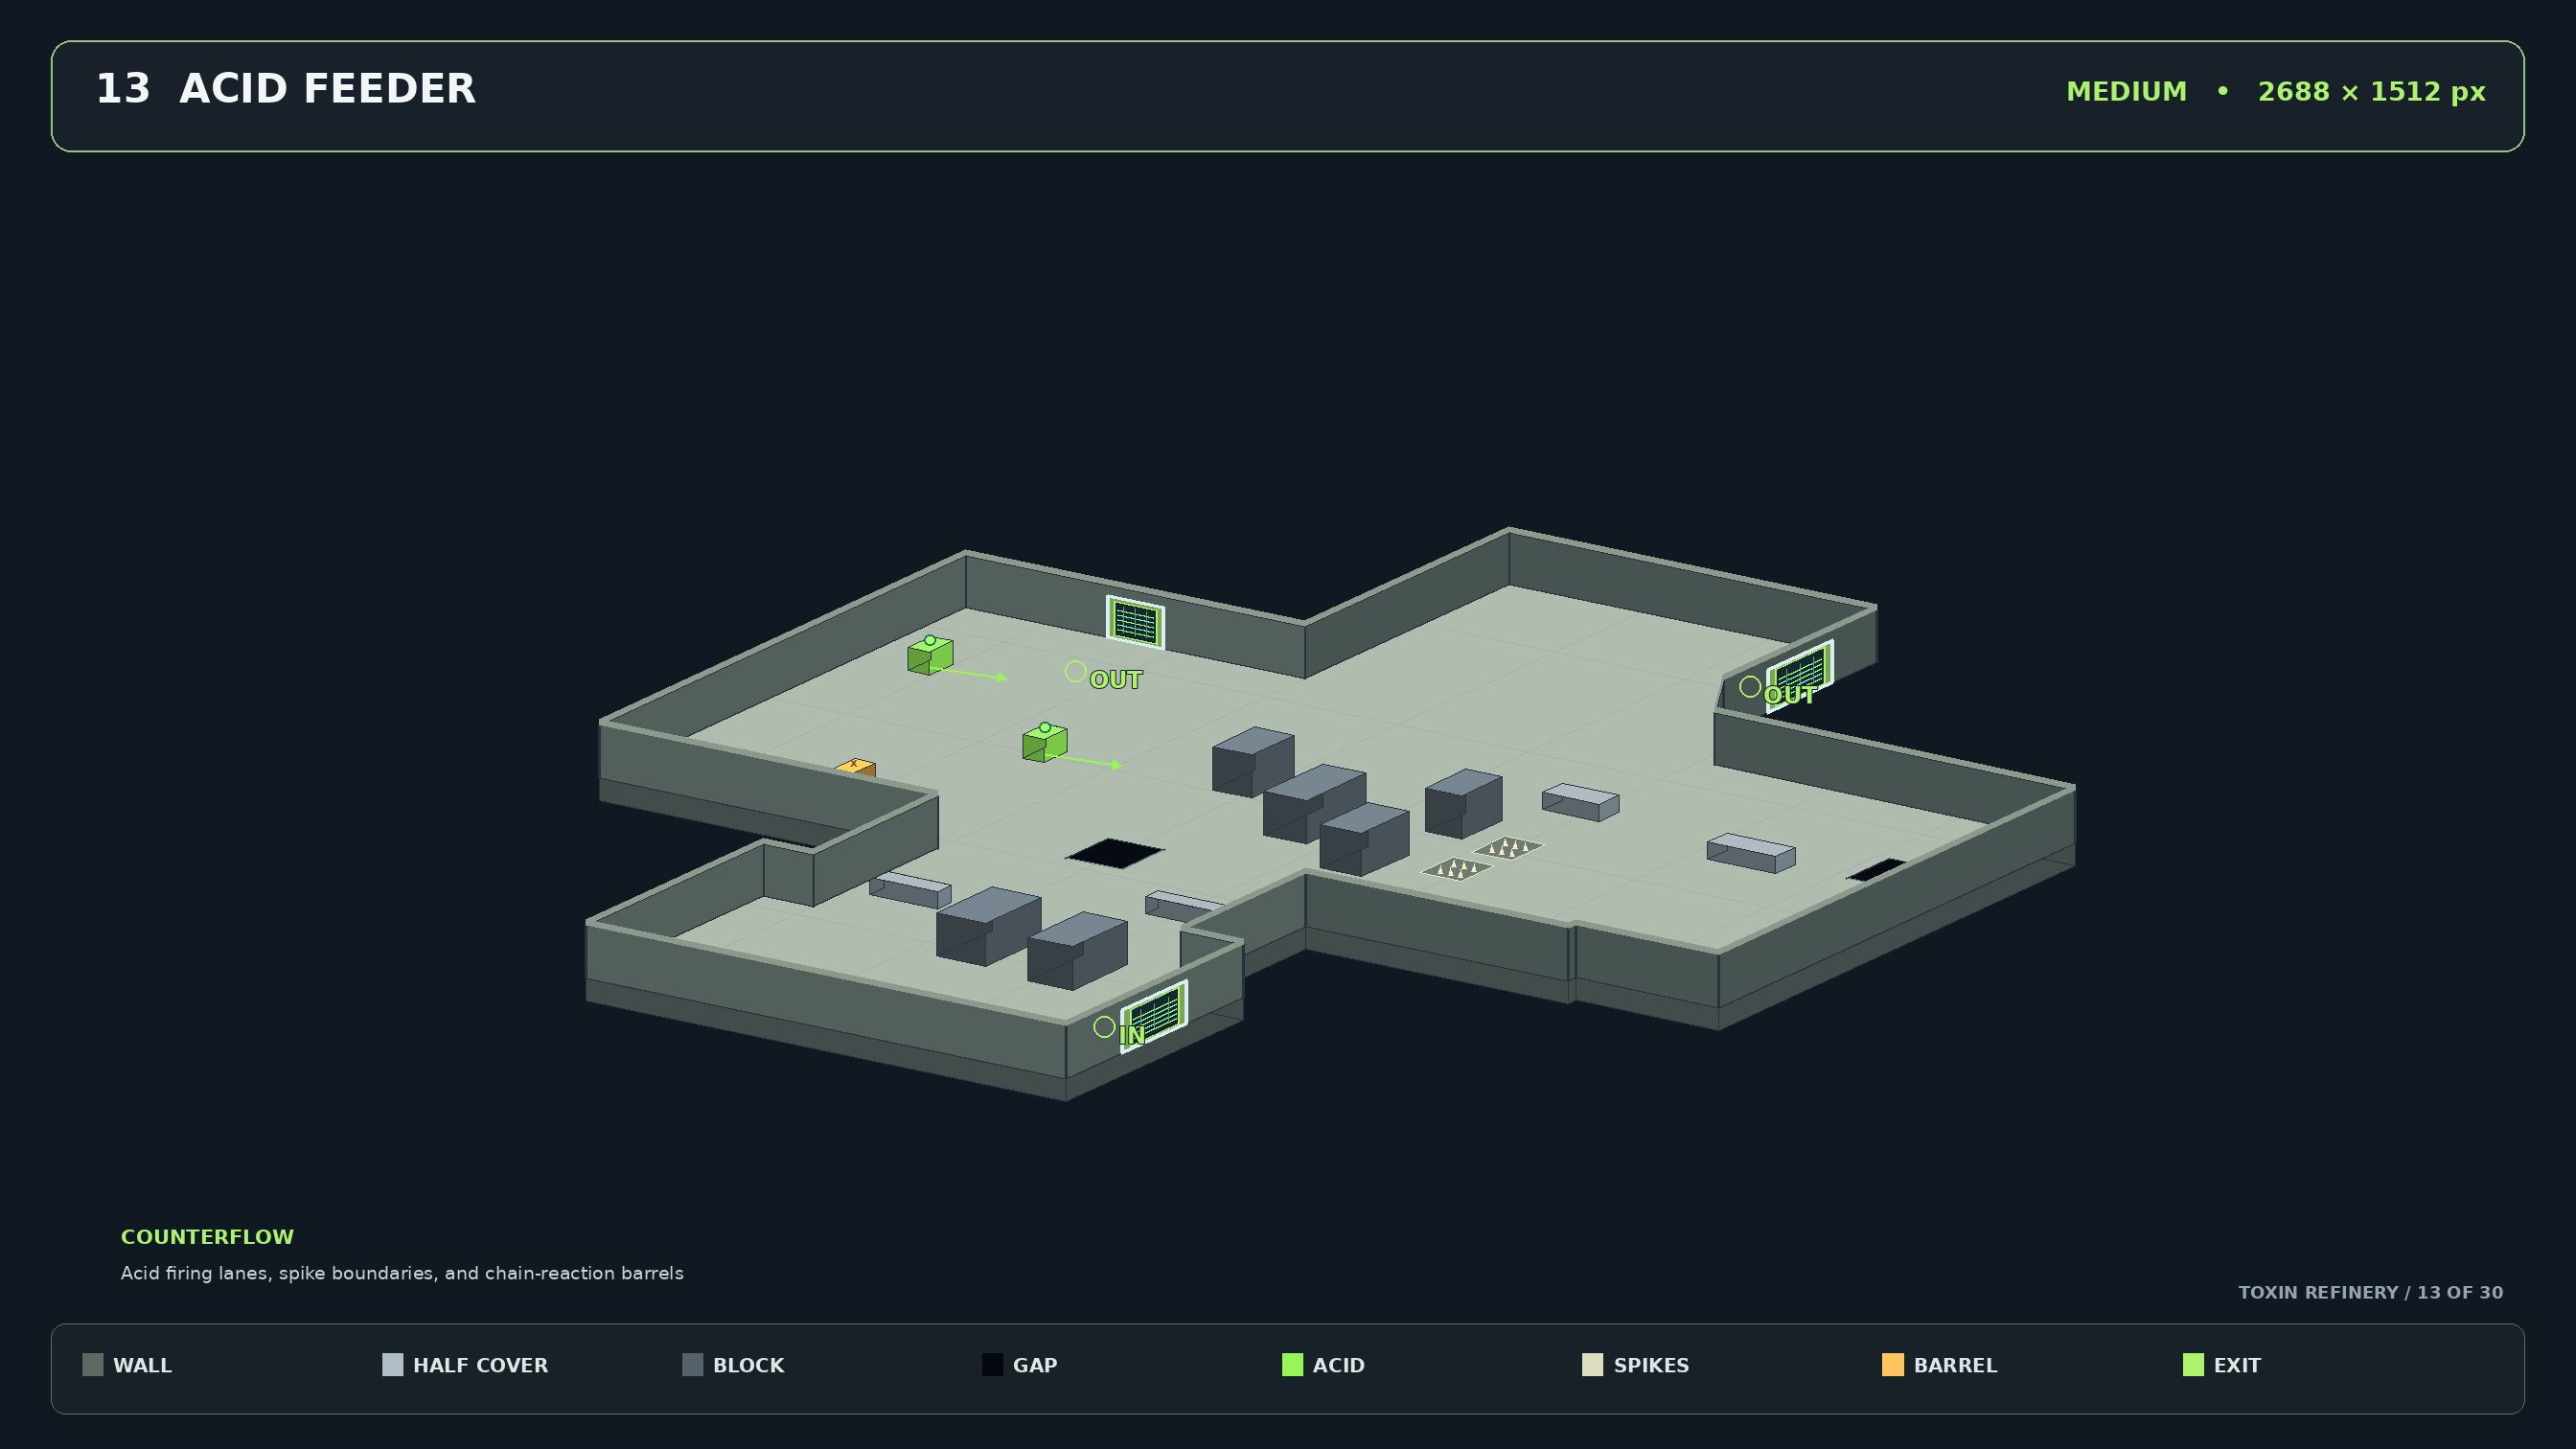 13 ACID FEEDER
MEDIUM • 2688 × 1512 px
OUT
OUT
X
IN
COUNTERFLOW
Acid firing lanes, spike boundaries, and chain-reaction barrels
TOXIN REFINERY / 13 OF 30
WALL
HALF COVER
BLOCK
GAP
ACID
SPIKES
BARREL
EXIT